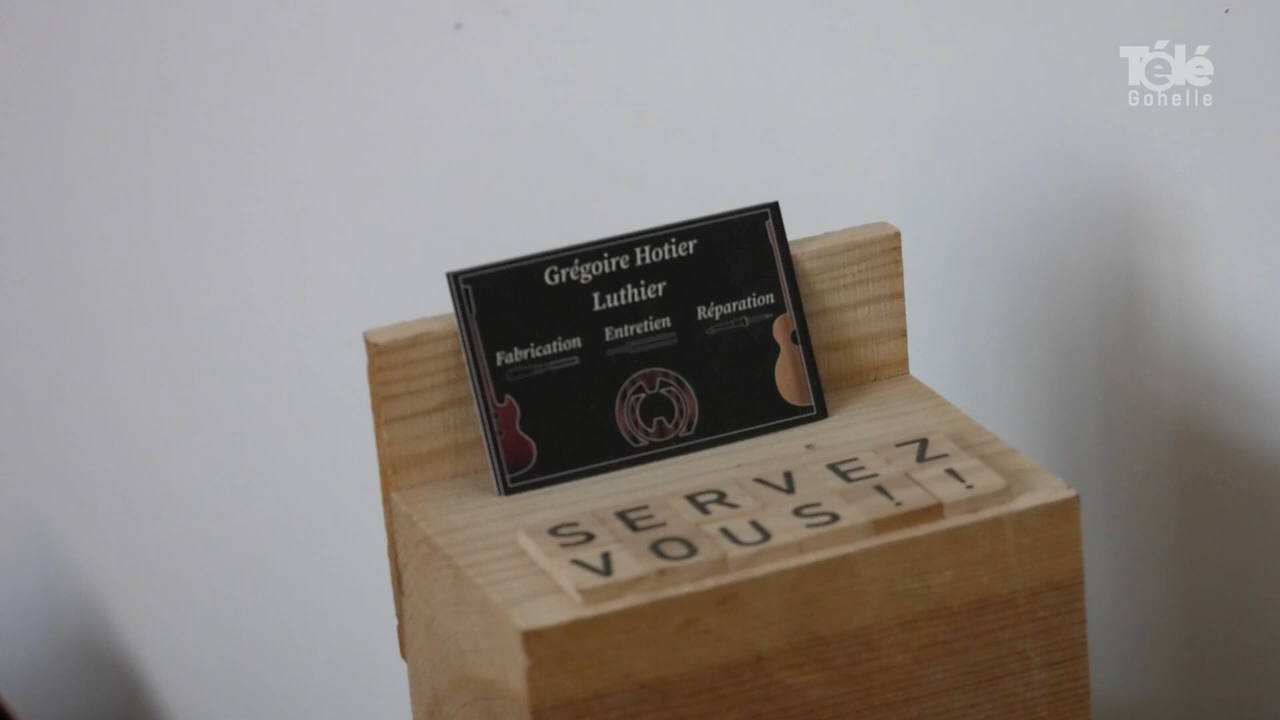 Télé
Gohelle
Grégoire Hotier
Luthier
Fabrication Entretien Réparation
SERVEZ
VOUS!!